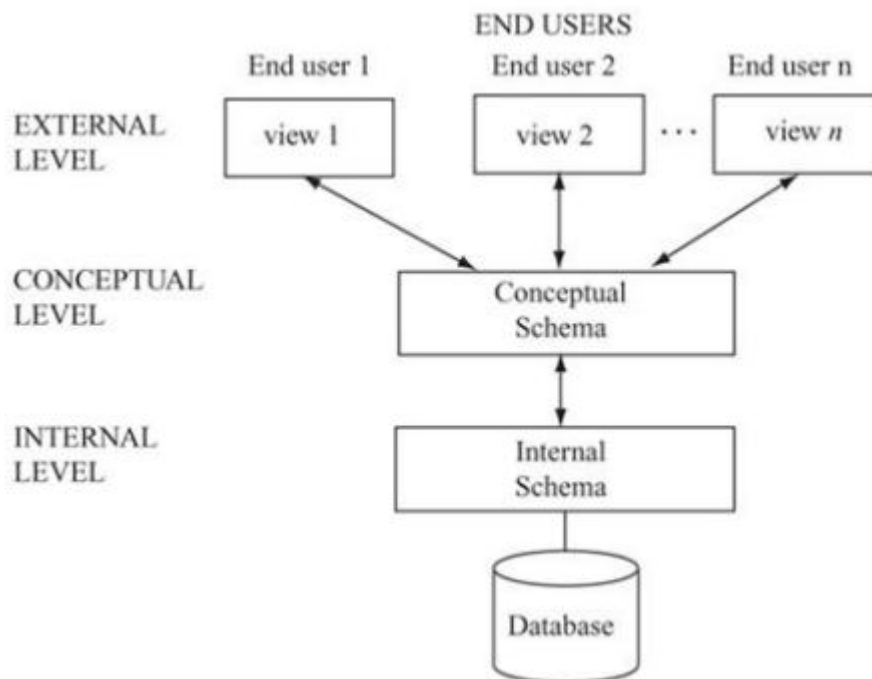 END USERS
End user 1 End user 2 End user n
EXTERNAL
LEVEL
view 1 view 2 ... view n
CONCEPTUAL
LEVEL
Conceptual
Schema
INTERNAL
LEVEL
Internal
Schema
Database